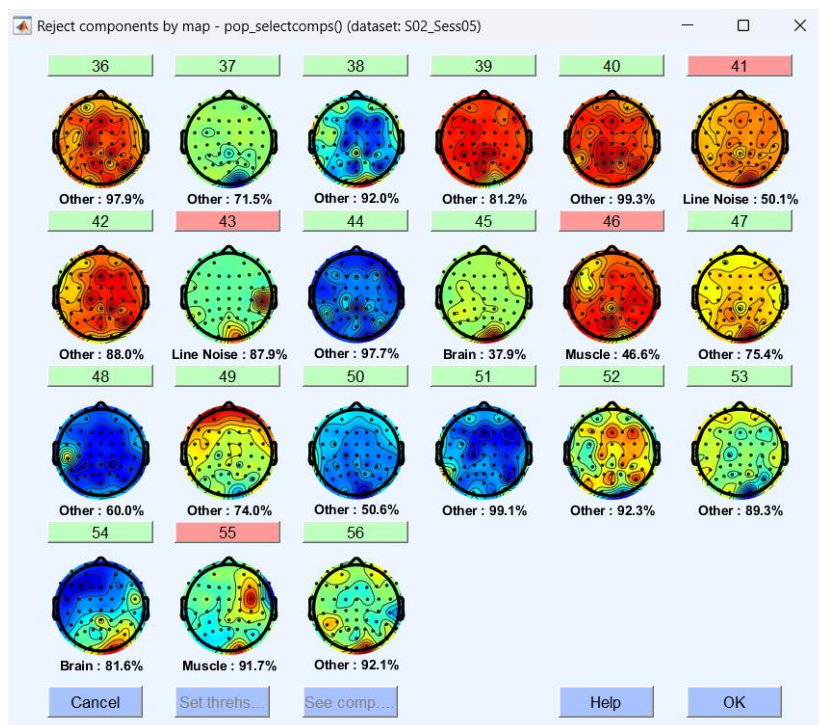 Reject components by map - pop_selectcomps() (dataset: S02_Sess05)
36 37 38 39 40 41
Other : 97.9% Other : 71.5% Other : 92.0% Other : 81.2% Other : 99.3% Line Noise : 50.1%
42 43 44 45 46 47
Other : 88.0% Line Noise : 87.9% Other : 97.7% Brain : 37.9% Muscle : 46.6% Other : 75.4%
48 49 50 51 52 53
Other : 60.0% Other : 74.0% Other : 50.6% Other : 99.1% Other : 92.3% Other : 89.3%
54 55 56
Brain : 81.6% Muscle : 91.7% Other : 92.1%
Cancel Set threhs... See comp.... Help OK